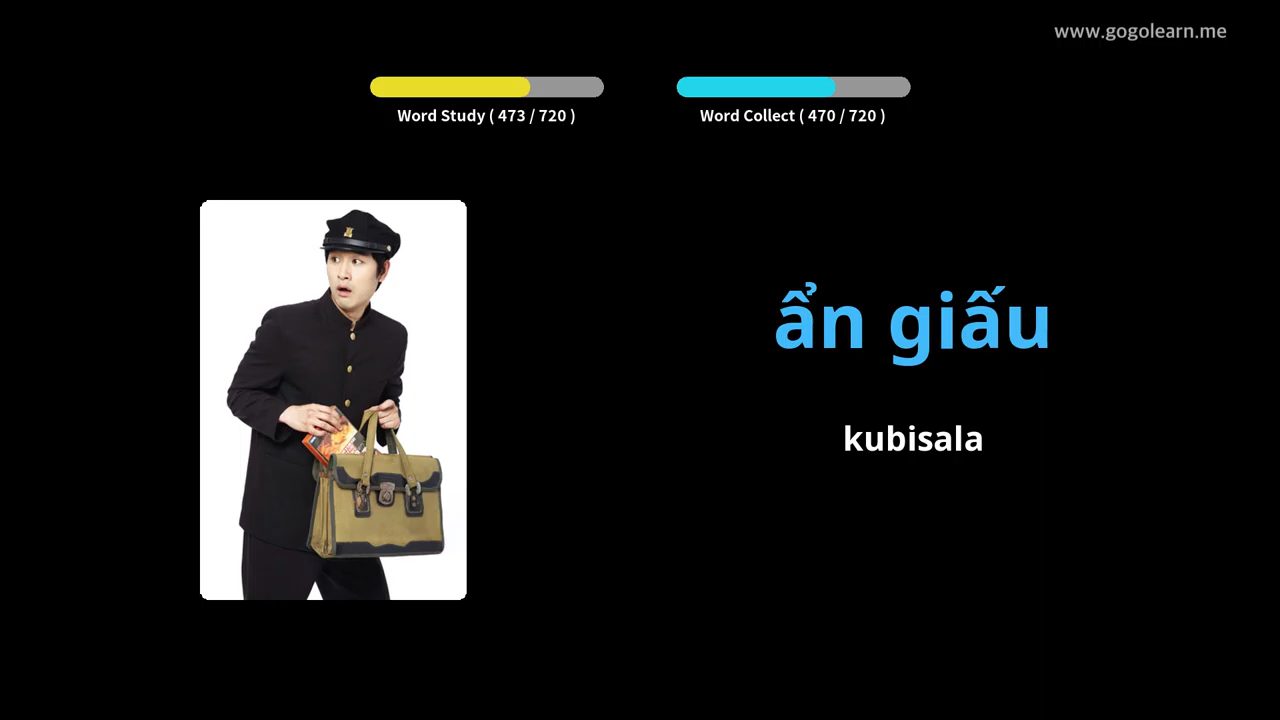 www.gogolearn.me
Word Study ( 473 / 720 )
Word Collect ( 470 / 720 )
ẩn giấu
kubisala